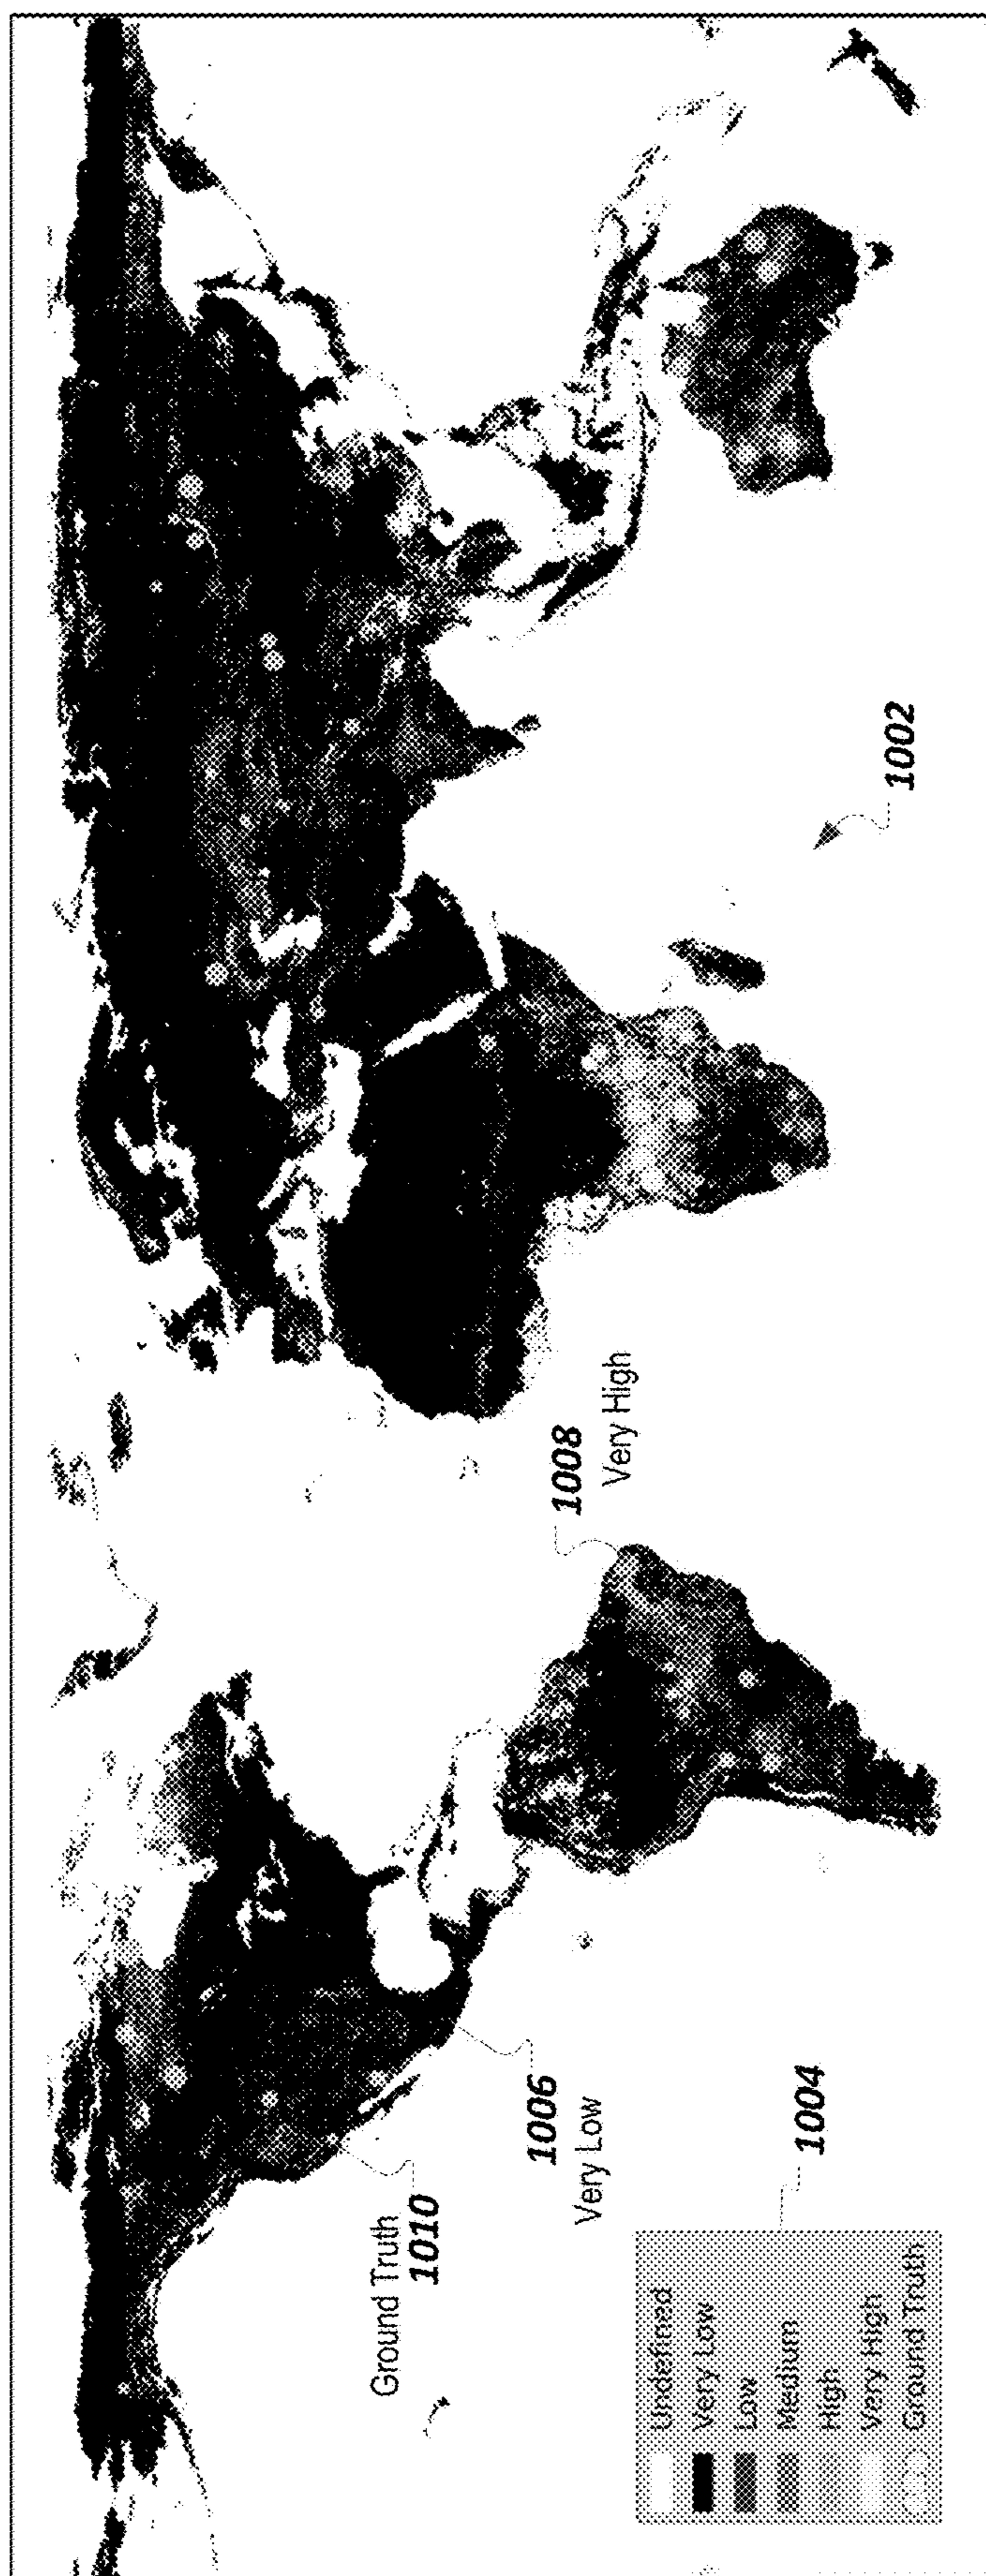 Ground Truth
1010
1006
Very Low
1008
Very High
1002
1004
Undefined
Very Low
Low
Medium
High
Very High
Ground Truth